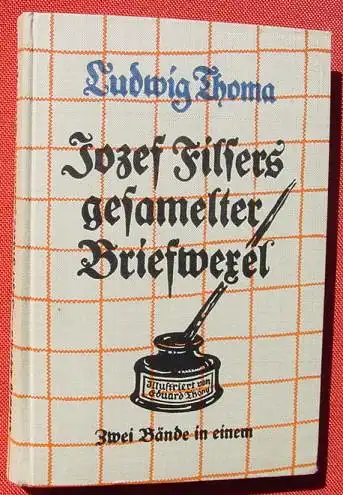 Ludwig Thoma
Jozef Filsers
gesamelter
Briefwexel
Illustriert von
Eduard Thöny
Zwei Bände in einem